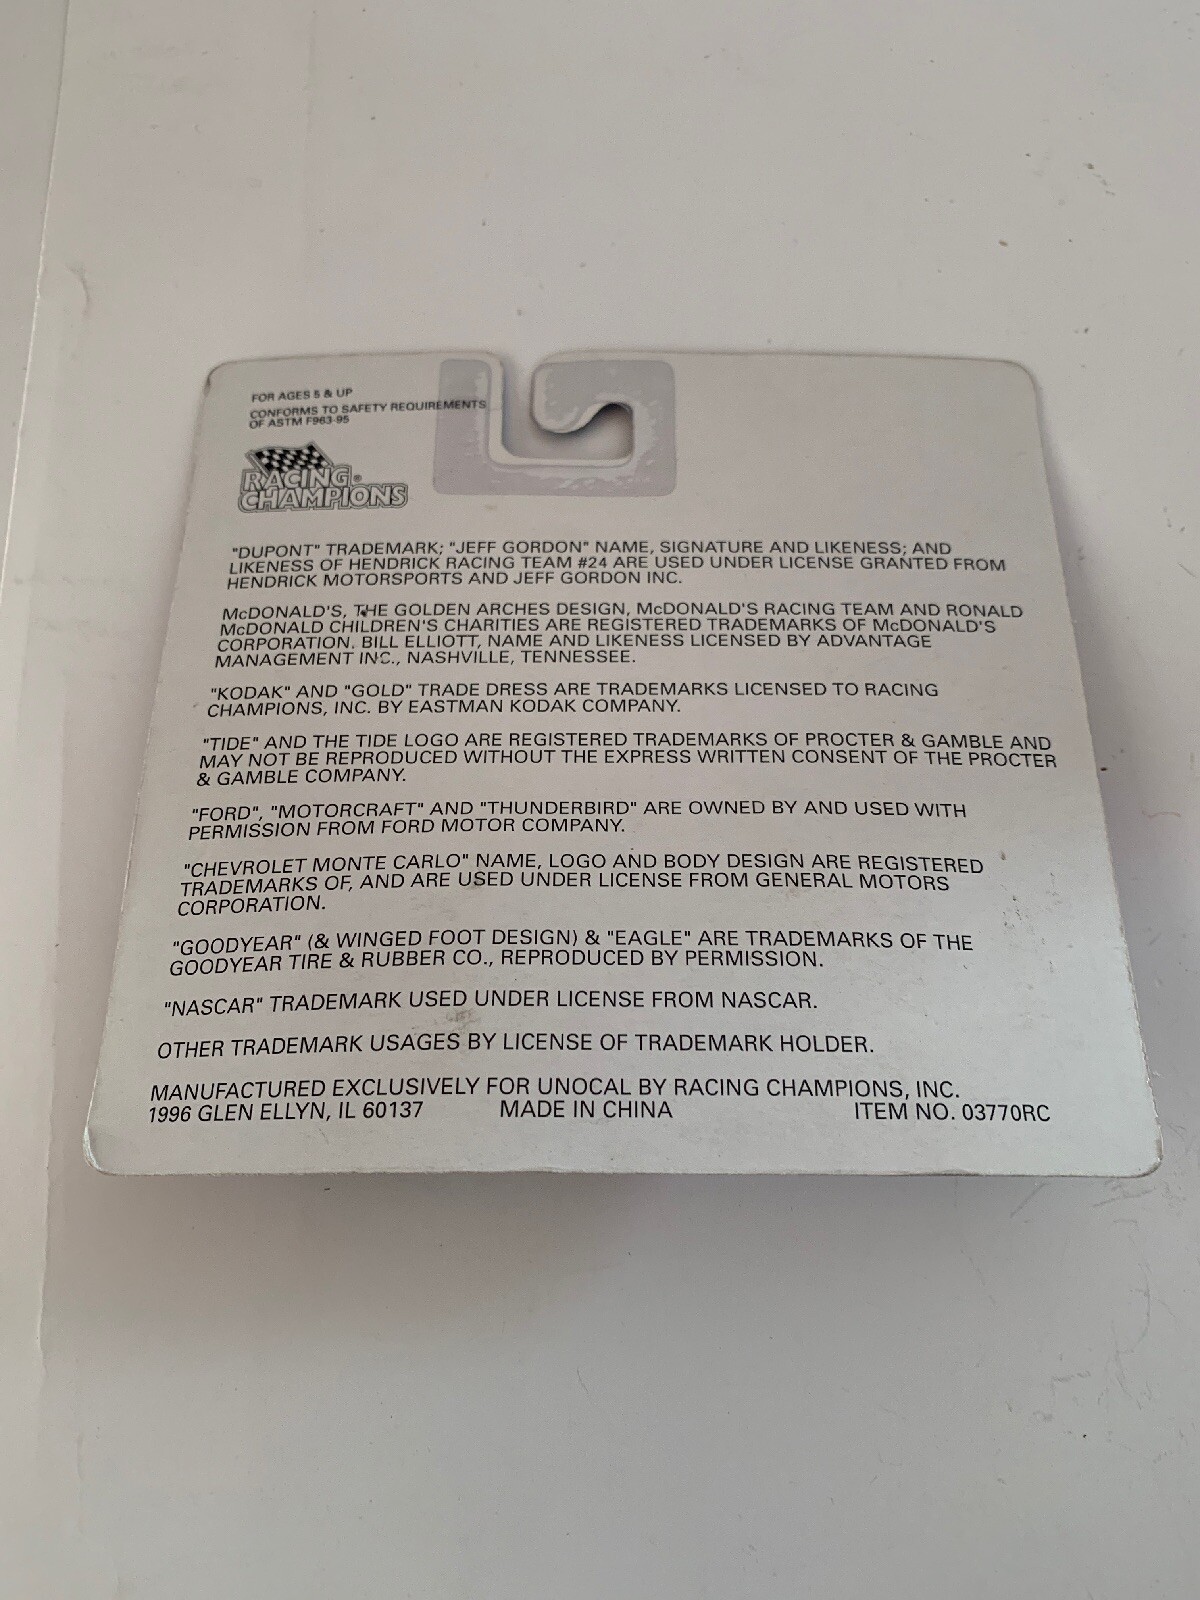 FOR AGES 5 & UP
CONFORMS TO SAFETY REQUIREMENTS
OF ASTM F963-95
RACING®
CHAMPIONS
"DUPONT" TRADEMARK; "JEFF GORDON" NAME, SIGNATURE AND LIKENESS; AND
LIKENESS OF HENDRICK RACING TEAM #24 ARE USED UNDER LICENSE GRANTED FROM
HENDRICK MOTORSPORTS AND JEFF GORDON INC.
McDONALD'S, THE GOLDEN ARCHES DESIGN, McDONALD'S RACING TEAM AND RONALD
McDONALD CHILDREN'S CHARITIES ARE REGISTERED TRADEMARKS OF McDONALD'S
CORPORATION. BILL ELLIOTT, NAME AND LIKENESS LICENSED BY ADVANTAGE
MANAGEMENT INC., NASHVILLE, TENNESSEE.
"KODAK" AND "GOLD" TRADE DRESS ARE TRADEMARKS LICENSED TO RACING
CHAMPIONS, INC. BY EASTMAN KODAK COMPANY.
"TIDE" AND THE TIDE LOGO ARE REGISTERED TRADEMARKS OF PROCTER & GAMBLE AND
MAY NOT BE REPRODUCED WITHOUT THE EXPRESS WRITTEN CONSENT OF THE PROCTER
& GAMBLE COMPANY.
"FORD", "MOTORCRAFT" AND "THUNDERBIRD" ARE OWNED BY AND USED WITH
PERMISSION FROM FORD MOTOR COMPANY.
"CHEVROLET MONTE CARLO" NAME, LOGO AND BODY DESIGN ARE REGISTERED
TRADEMARKS OF, AND ARE USED UNDER LICENSE FROM GENERAL MOTORS
CORPORATION.
"GOODYEAR" (& WINGED FOOT DESIGN) & "EAGLE" ARE TRADEMARKS OF THE
GOODYEAR TIRE & RUBBER CO., REPRODUCED BY PERMISSION.
"NASCAR" TRADEMARK USED UNDER LICENSE FROM NASCAR.
OTHER TRADEMARK USAGES BY LICENSE OF TRADEMARK HOLDER.
MANUFACTURED EXCLUSIVELY FOR UNOCAL BY RACING CHAMPIONS, INC.
1996 GLEN ELLYN, IL 60137 MADE IN CHINA ITEM NO. 03770RC